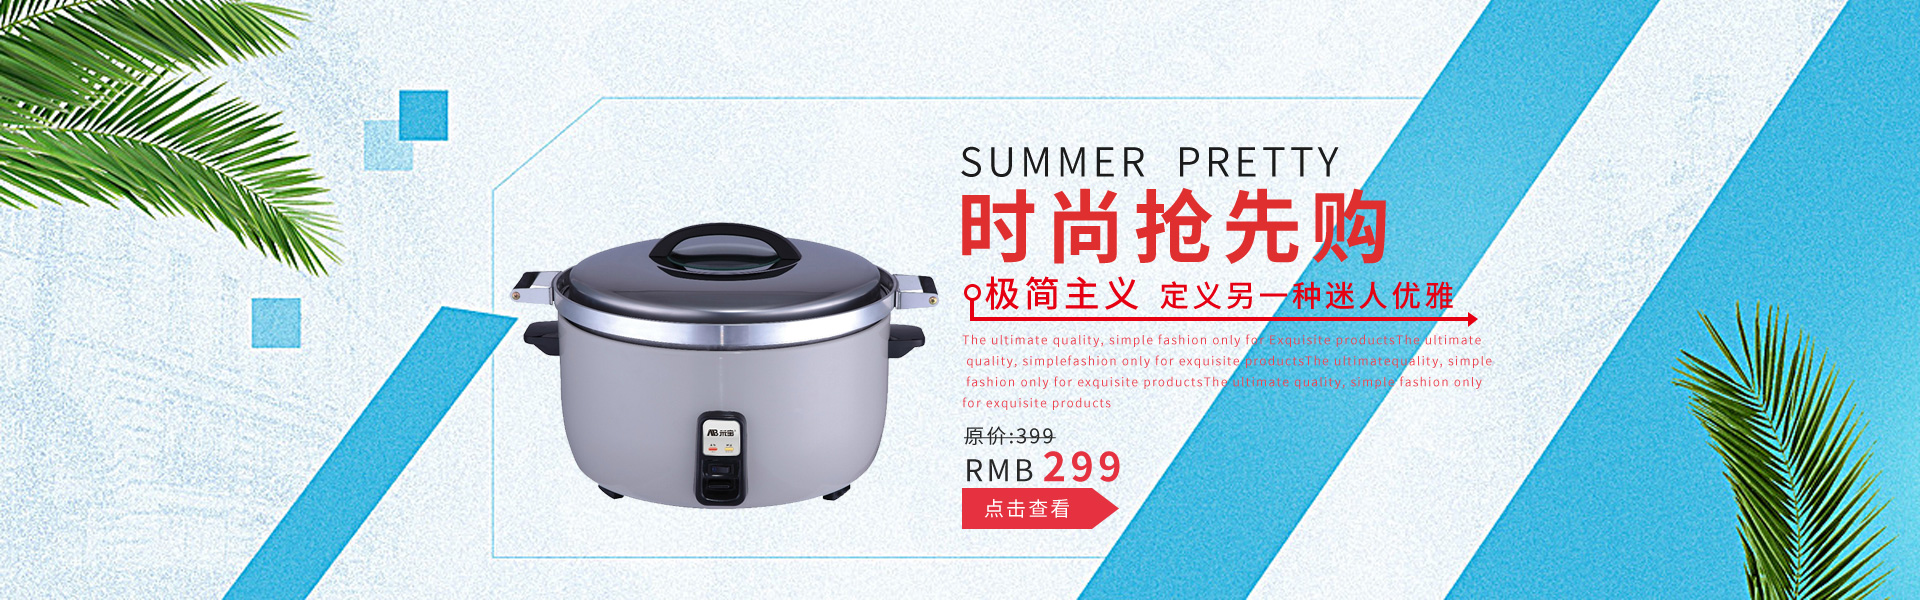 SUMMER PRETTY
时尚抢先购
极简主义 定义另一种迷人优雅
The ultimate quality, simple fashion only for Exquisite productsThe ultimate
quality, simplefashion only for exquisite productsThe ultimatequality, simple
fashion only for exquisite productsThe ultimate quality, simple fashion only
for exquisite products
原价:399
RMB 299
点击查看